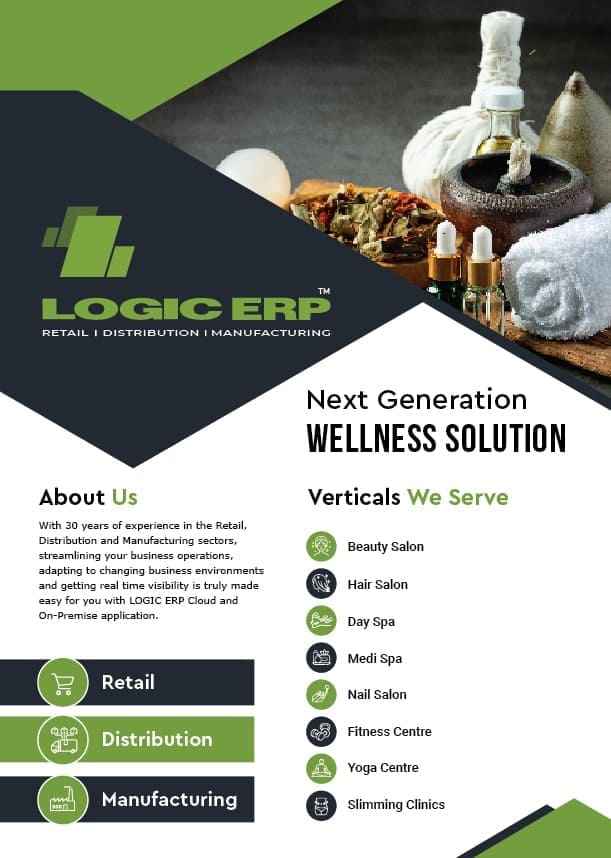 LOGIC ERP™
RETAIL I DISTRIBUTION I MANUFACTURING
Next Generation
WELLNESS SOLUTION
About Us
With 30 years of experience in the Retail,
Distribution and Manufacturing sectors,
streamlining your business operations,
adapting to changing business environments
and getting real time visibility is truly made
easy for you with LOGIC ERP Cloud and
On-Premise application.
Retail
Distribution
Manufacturing
Verticals We Serve
Beauty Salon
Hair Salon
Day Spa
Medi Spa
Nail Salon
Fitness Centre
Yoga Centre
Slimming Clinics